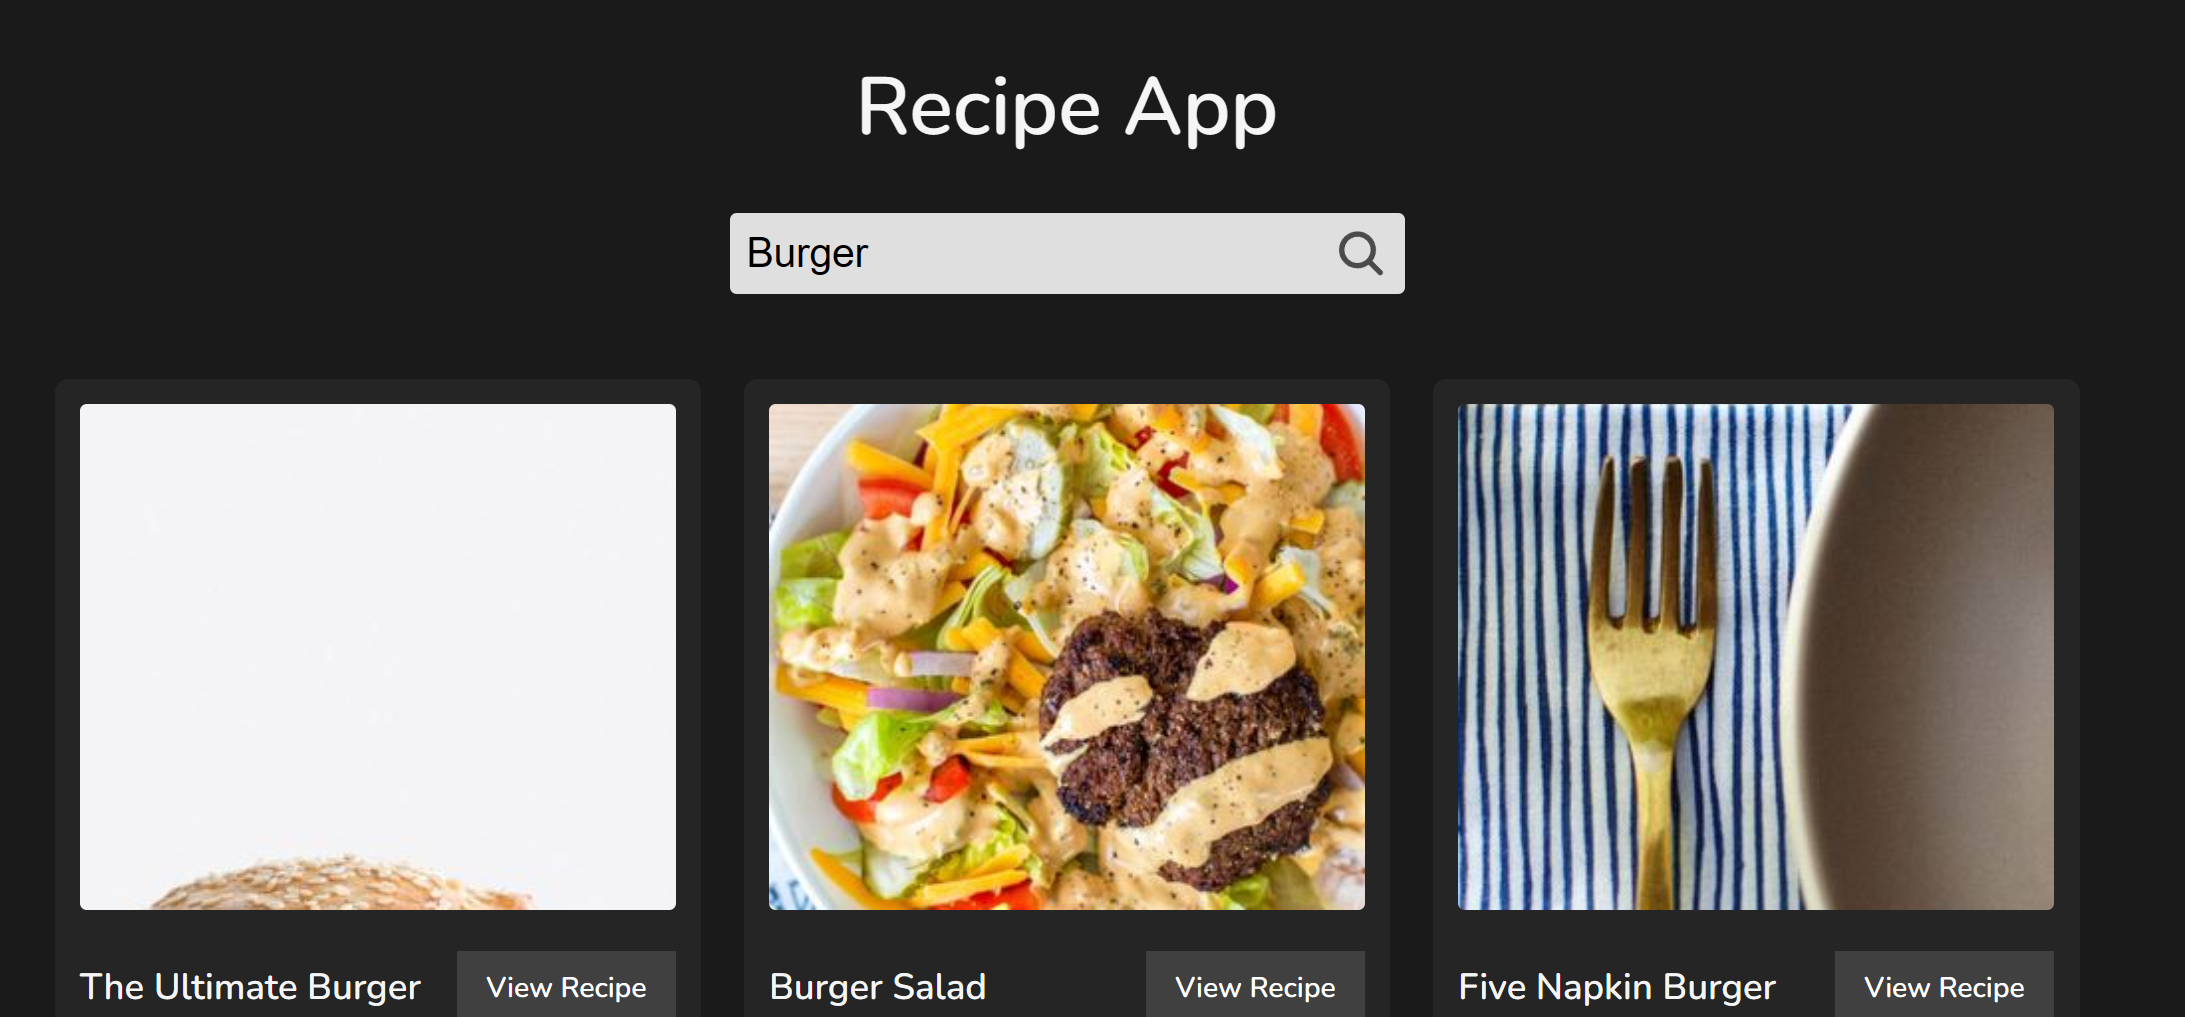 Recipe App
Burger
The Ultimate Burger
View Recipe
Burger Salad
View Recipe
Five Napkin Burger
View Recipe